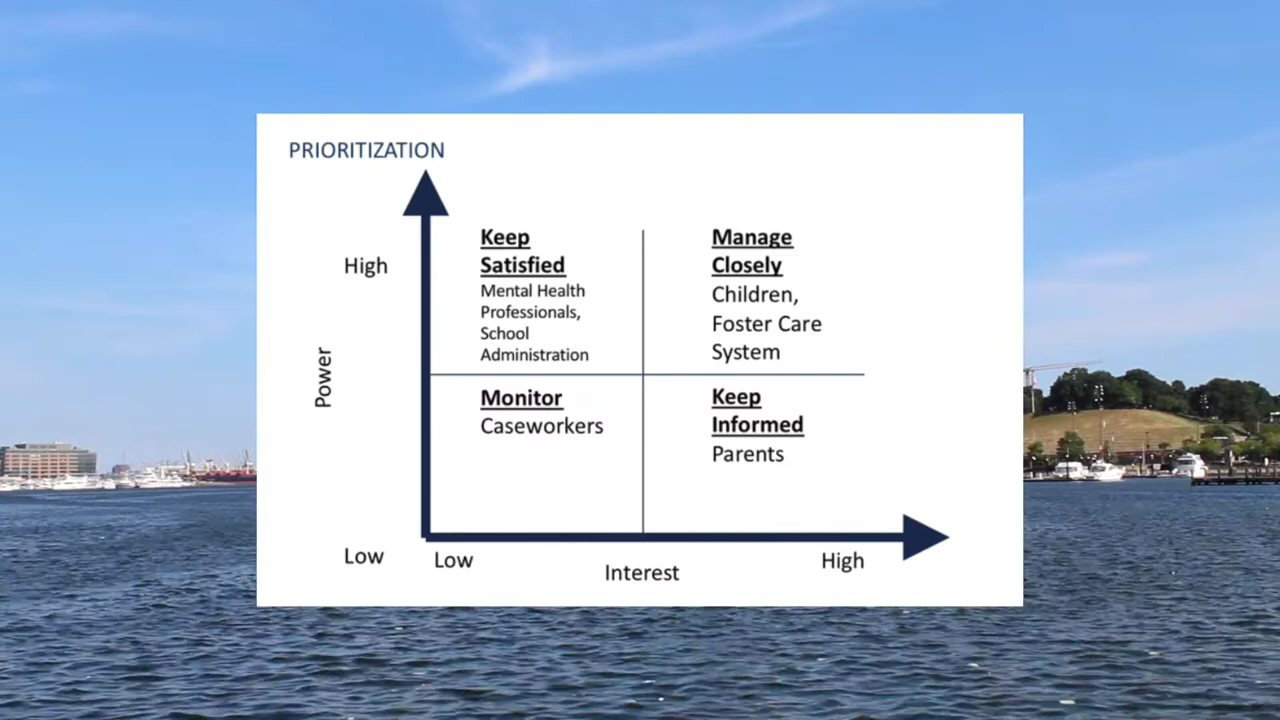 PRIORITIZATION
High
Power
Low
Keep
Satisfied
Mental Health
Professionals,
School
Administration
Manage
Closely
Children,
Foster Care
System
Monitor
Caseworkers
Keep
Informed
Parents
Low
Interest
High